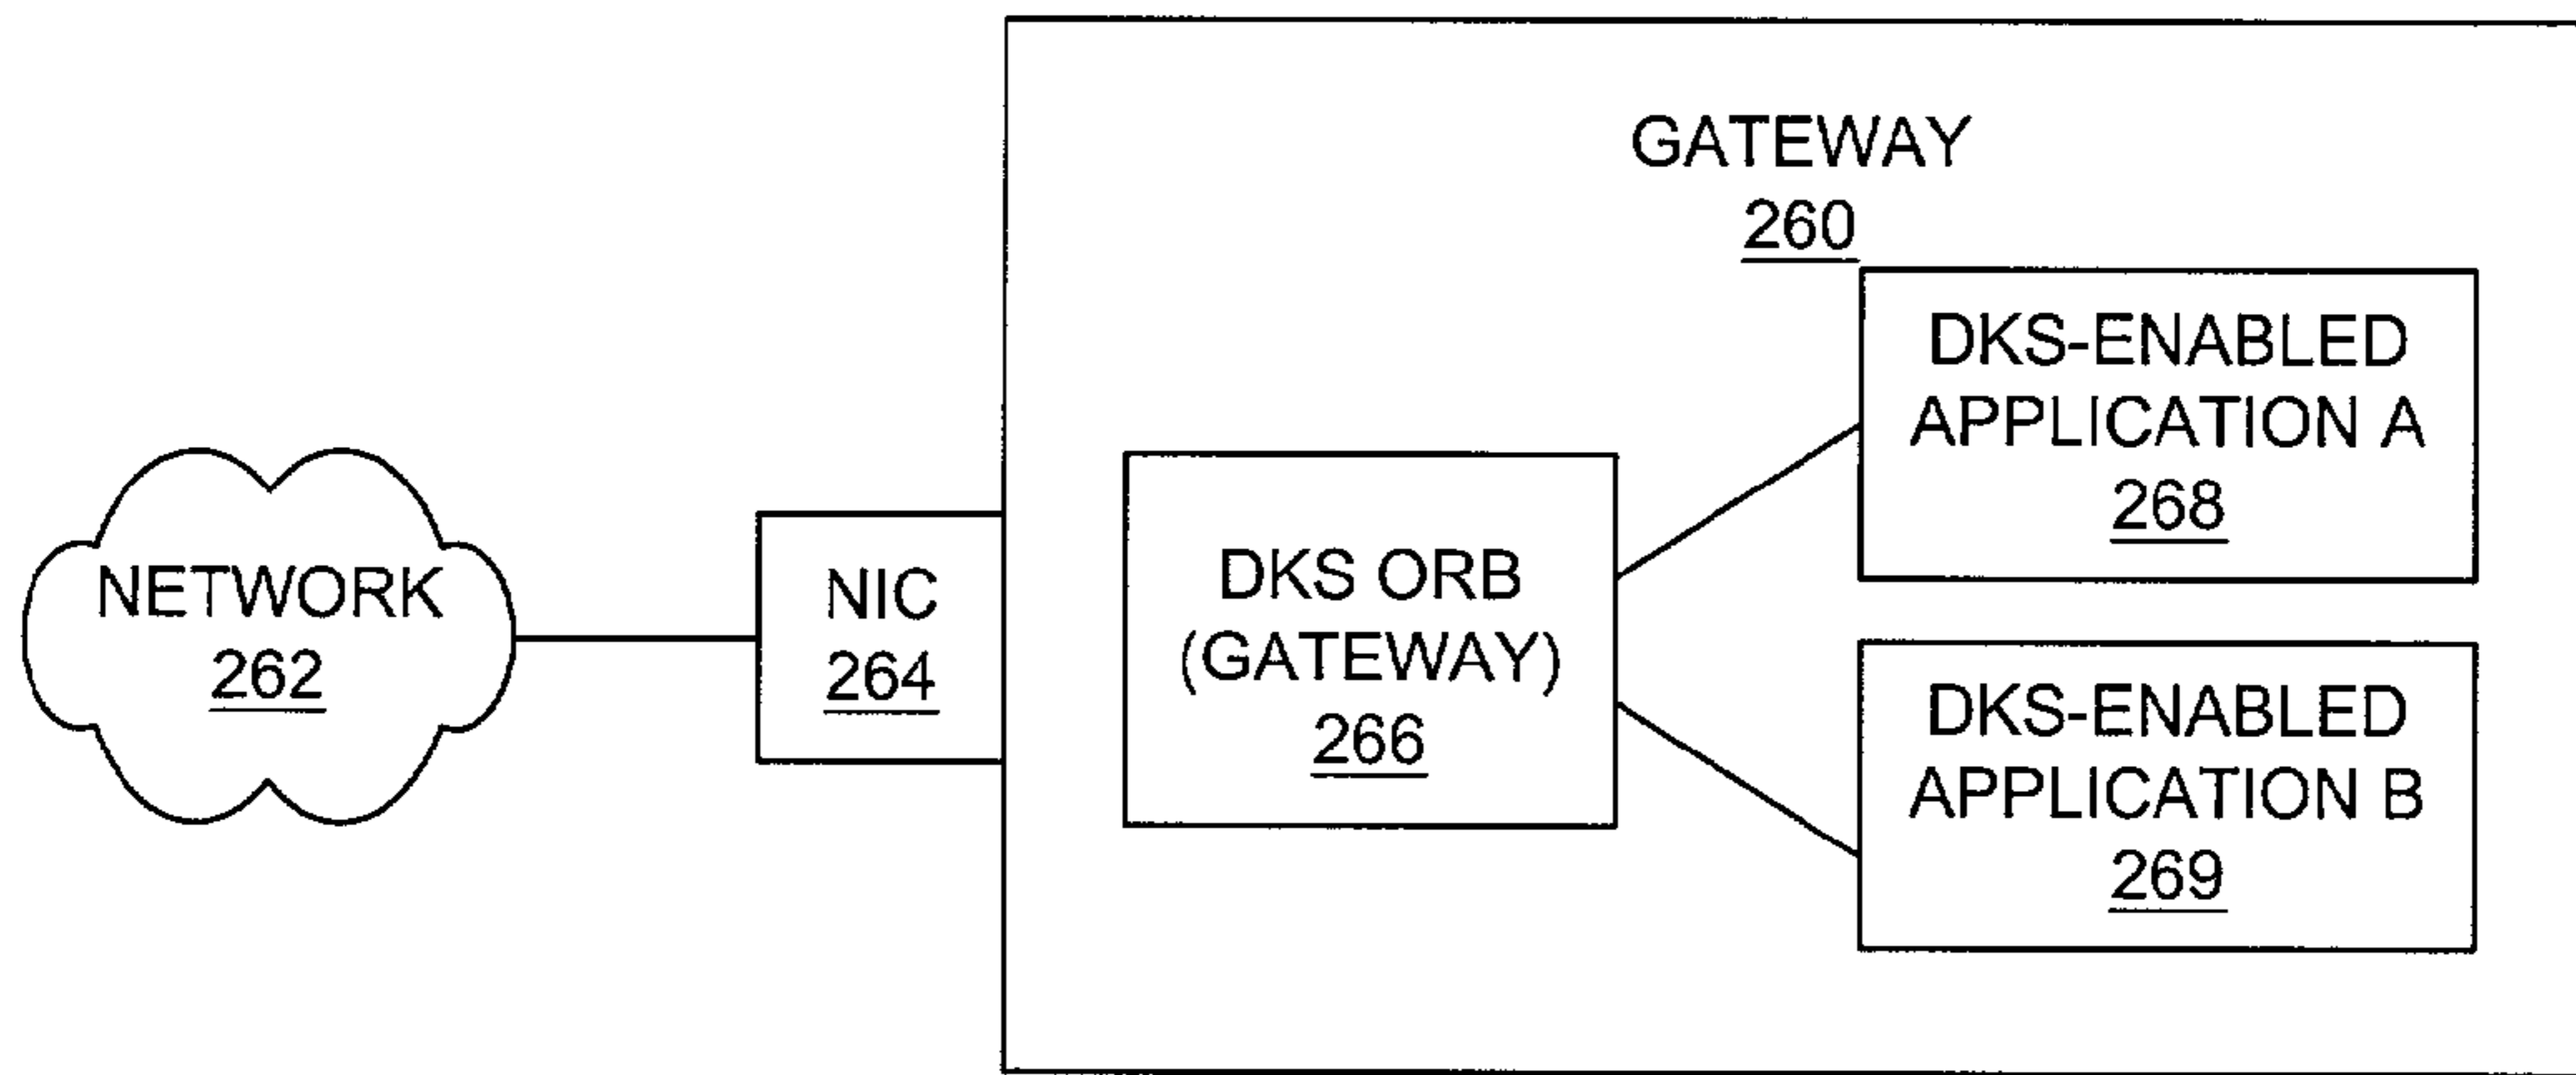 GATEWAY
260
NETWORK
262
NIC
264
DKS ORB
(GATEWAY)
266
DKS-ENABLED
APPLICATION A
268
DKS-ENABLED
APPLICATION B
269